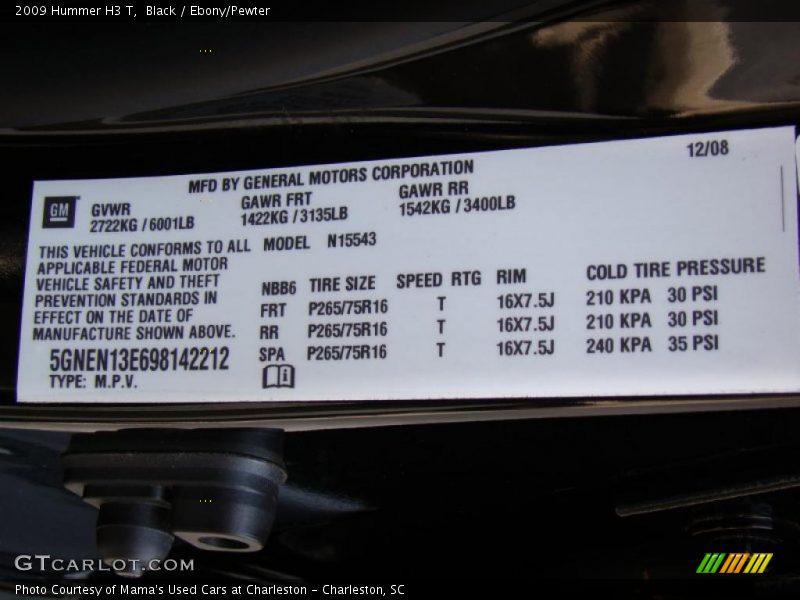 2009 Hummer H3 T,  Black / Ebony/Pewter
12/08
MFD BY GENERAL MOTORS CORPORATION
GM
GVWR GAWR FRT GAWR RR
2722KG / 6001LB 1422KG / 3135LB 1542KG / 3400LB
THIS VEHICLE CONFORMS TO ALL MODEL N15543
APPLICABLE FEDERAL MOTOR
VEHICLE SAFETY AND THEFT
PREVENTION STANDARDS IN
EFFECT ON THE DATE OF
MANUFACTURE SHOWN ABOVE.
5GNEN13E698142212
TYPE: M.P.V.
NBB6 TIRE SIZE SPEED RTG RIM COLD TIRE PRESSURE
FRT P265/75R16 T 16X7.5J 210 KPA 30 PSI
RR P265/75R16 T 16X7.5J 210 KPA 30 PSI
SPA P265/75R16 T 16X7.5J 240 KPA 35 PSI
GTCARLOT.COM
Photo Courtesy of Mama's Used Cars at Charleston - Charleston, SC